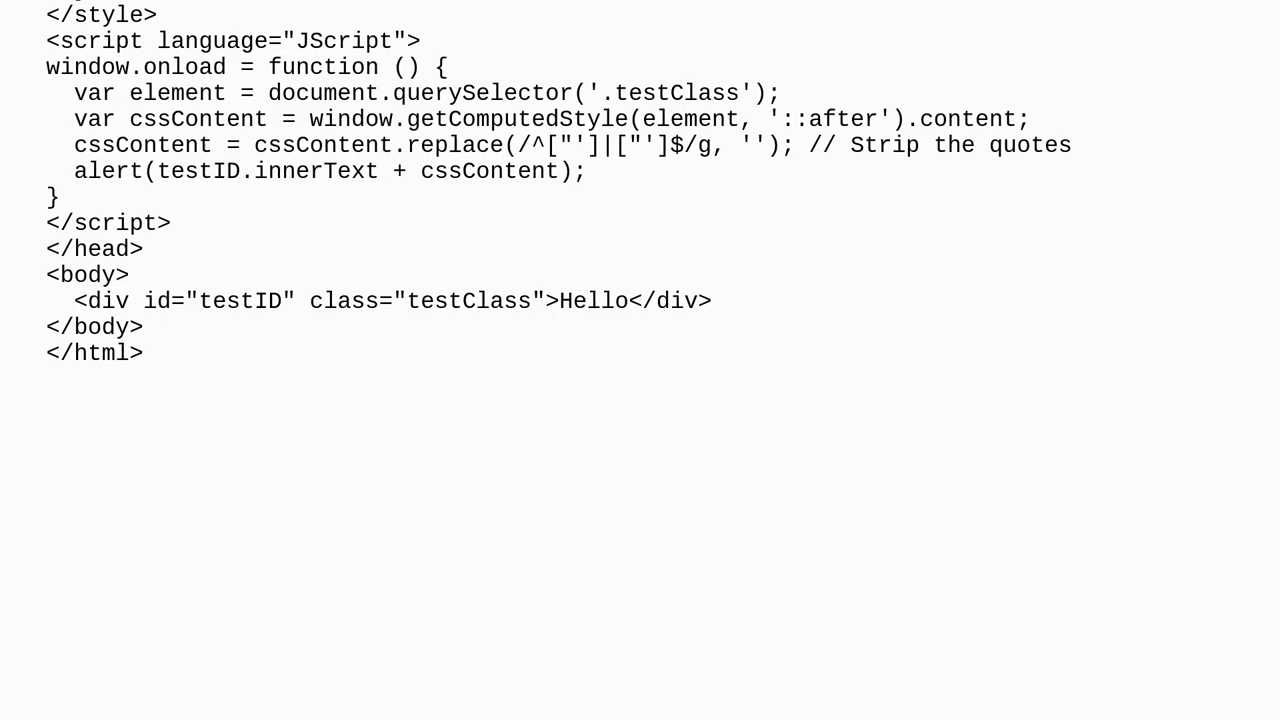 </style>
<script language="JScript">
window.onload = function () {
  var element = document.querySelector('.testClass');
  var cssContent = window.getComputedStyle(element, '::after').content;
  cssContent = cssContent.replace(/^["']|["']$/g, ''); // Strip the quotes
  alert(testID.innerText + cssContent);
}
</script>
</head>
<body>
  <div id="testID" class="testClass">Hello</div>
</body>
</html>